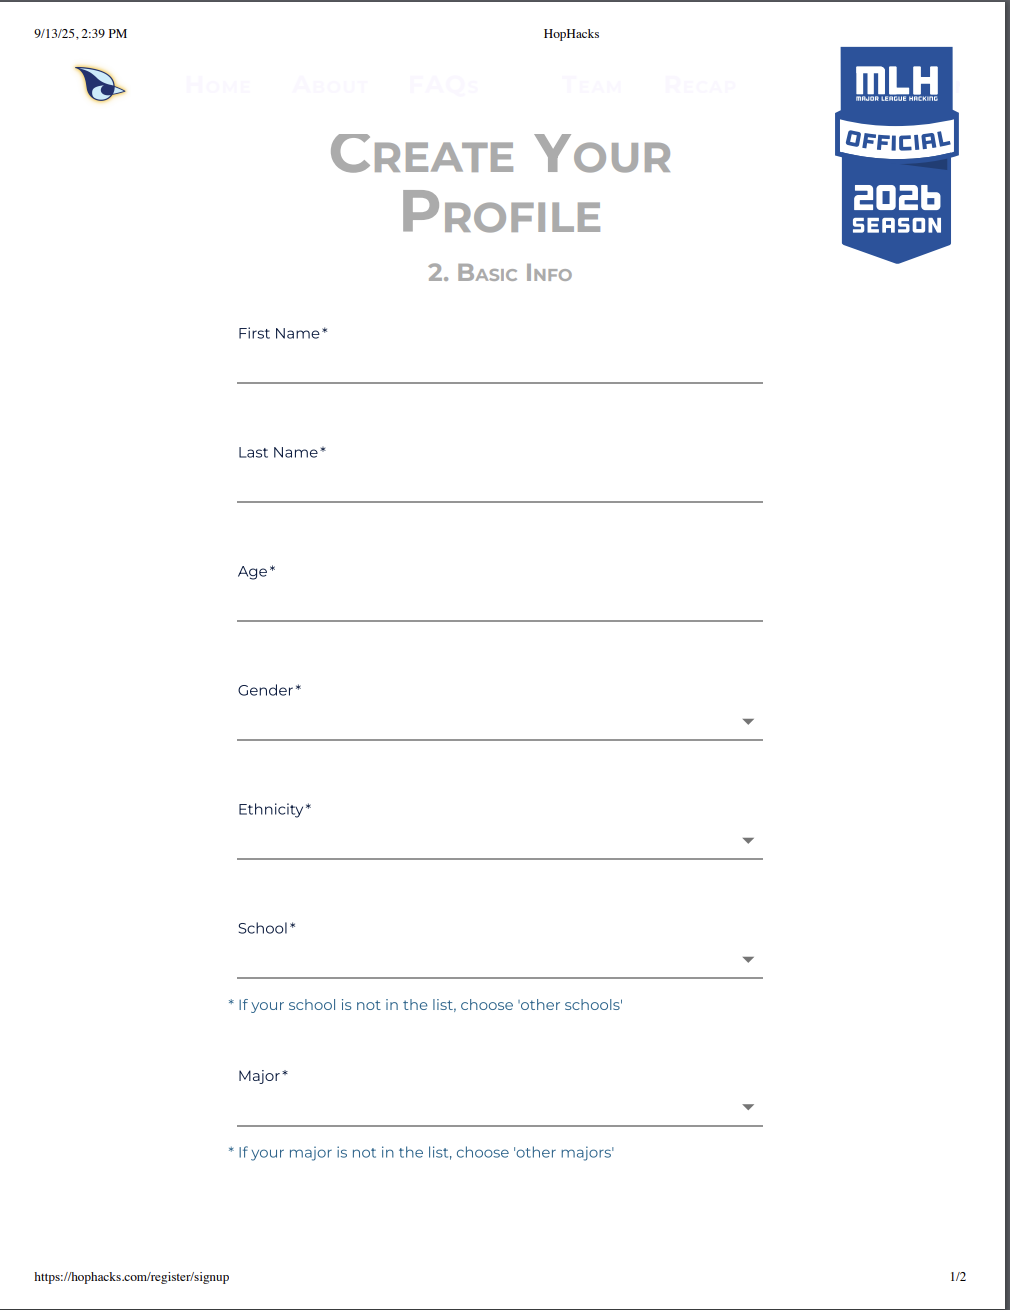 9/13/25, 2:39 PM
HopHacks
Home About FAQs Team Recap
MLH
MAJOR LEAGUE HACKING
OFFICIAL
2026
SEASON
Create Your
Profile
2. Basic Info
First Name*
Last Name*
Age*
Gender*
Ethnicity*
School*
* If your school is not in the list, choose 'other schools'
Major*
* If your major is not in the list, choose 'other majors'
https://hophacks.com/register/signup
1/2